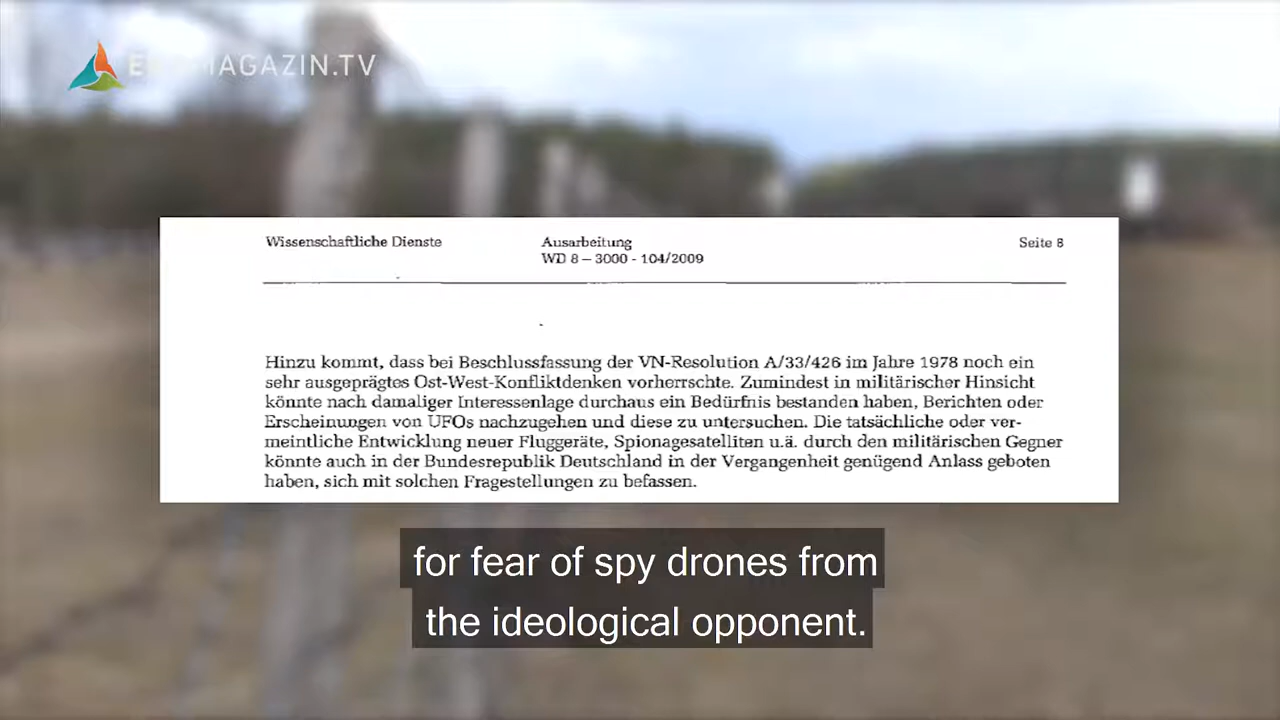 MAGAZIN.TV
Wissenschaftliche Dienste
Ausarbeitung
WD 8 – 3000 - 104/2009
Seite 8
Hinzu kommt, dass bei Beschlussfassung der VN-Resolution A/33/426 im Jahre 1978 noch ein
sehr ausgeprägtes Ost-West-Konfliktdenken vorherrschte. Zumindest in militärischer Hinsicht
könnte nach damaliger Interessenlage durchaus ein Bedürfnis bestanden haben, Berichten oder
Erscheinungen von UFOs nachzugehen und diese zu untersuchen. Die tatsächliche oder ver-
meintliche Entwicklung neuer Fluggeräte, Spionagesatelliten u.ä. durch den militärischen Gegner
könnte auch in der Bundesrepublik Deutschland in der Vergangenheit genügend Anlass geboten
haben, sich mit solchen Fragestellungen zu befassen.
for fear of spy drones from
the ideological opponent.